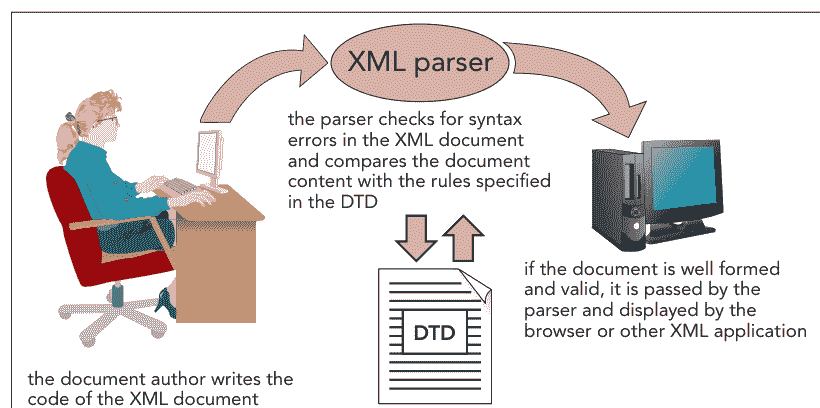 XML parser
the parser checks for syntax
errors in the XML document
and compares the document
content with the rules specified
in the DTD
DTD
if the document is well formed
and valid, it is passed by the
parser and displayed by the
browser or other XML application
the document author writes the
code of the XML document